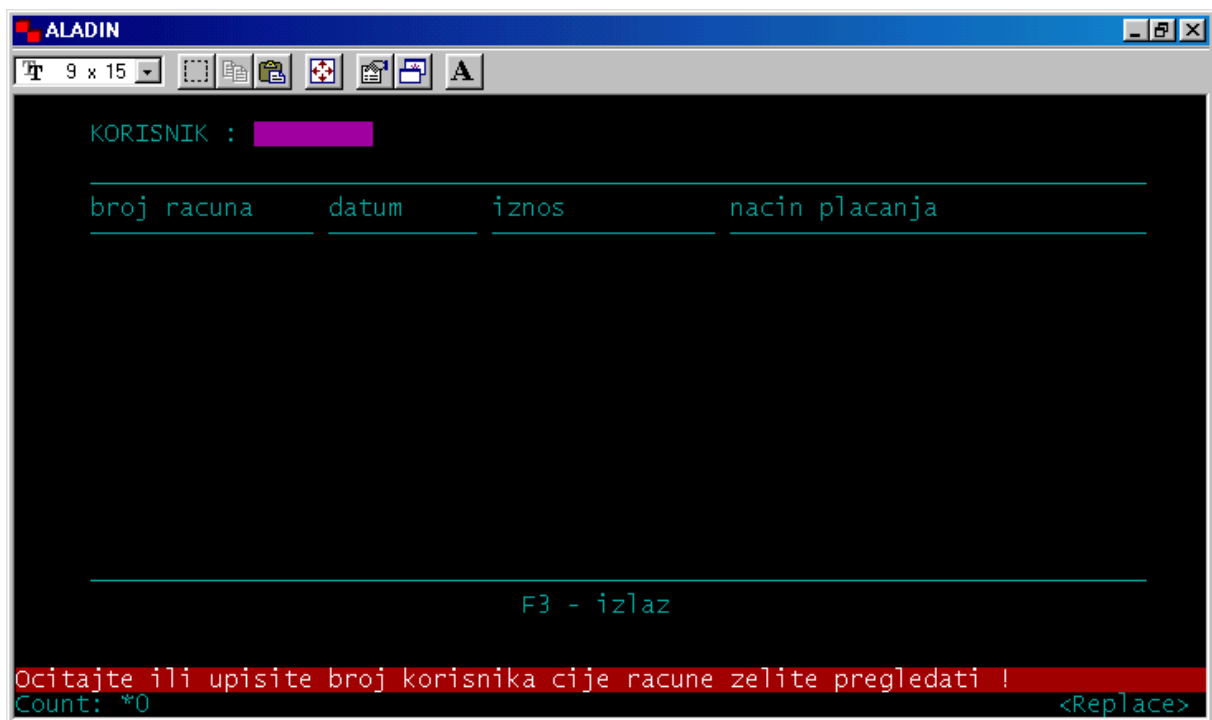 ALADIN
9 x 15
A
KORISNIK :
broj racuna datum iznos nacin placanja
F3 - izlaz
Ocitajte ili upisite broj korisnika cije racune zelite pregledati !
Count: *0 <Replace>